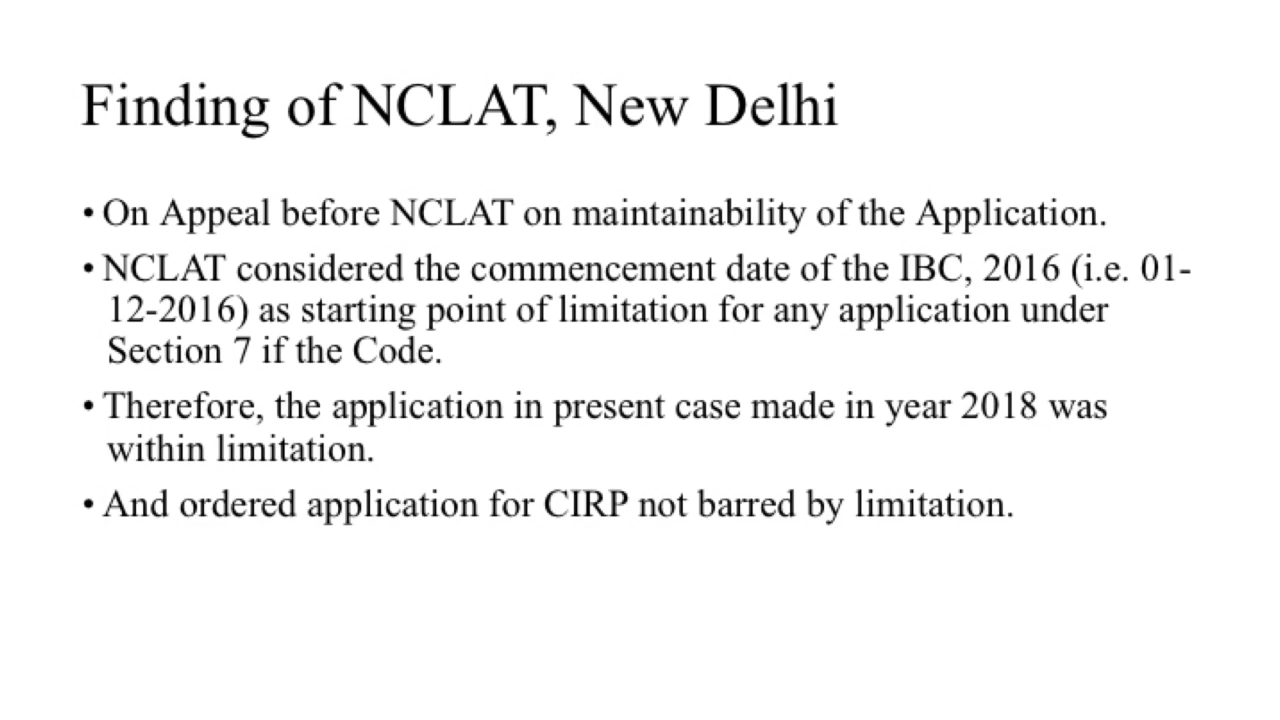 Finding of NCLAT, New Delhi
• On Appeal before NCLAT on maintainability of the Application.
• NCLAT considered the commencement date of the IBC, 2016 (i.e. 01-
12-2016) as starting point of limitation for any application under
Section 7 if the Code.
• Therefore, the application in present case made in year 2018 was
within limitation.
• And ordered application for CIRP not barred by limitation.